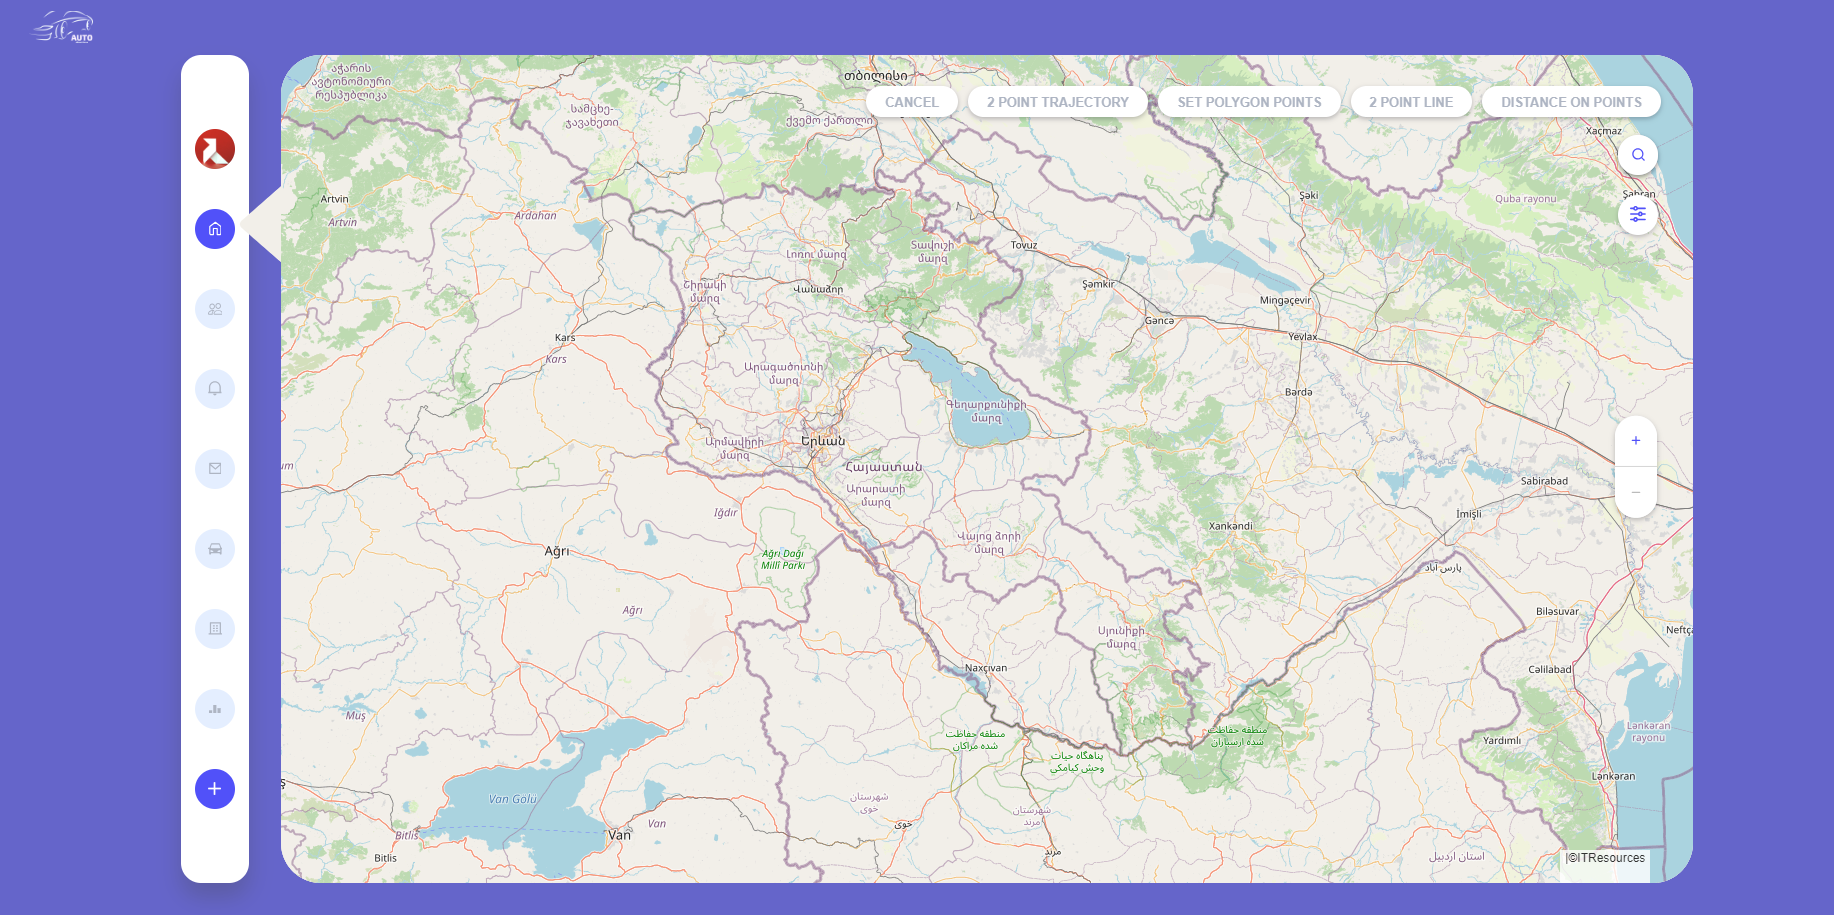 AUTO
CANCEL
2 POINT TRAJECTORY
SET POLYGON POINTS
2 POINT LINE
DISTANCE ON POINTS
აჭარის
ავტონომიური
რესპუბლიკა
თბილისი
სამცხე-
ჯავახეთი
ქვემო ქართლი
Xaçmaz
Artvin
Artvin
Ardahan
Şəki
Quba rayonu
Şabran
Տավուշի
մարզ
Tovuz
Լոռու մարզ
Շիրակի
մարզ
Վանաձոր
Şəmkir
Mingəçevir
Gəncə
Yevlax
Kars
Kars
Արագածոտնի
մարզ
Bərdə
Գեղարքունիքի
մարզ
Արմավիրի
մարզ
Երևան
Հայաստան
Արարատի
մարզ
um
Sabirabad
Iğdır
İmişli
Xankəndi
Վայոց ձորի
մարզ
Ağrı
Ağrı Dağı
Millî Parkı
پارس آباد
Ağrı
Biləsuvar
Սյունիքի
մարզ
Neftça
Naxçıvan
Cəlilabad
Muş
Lənkəran
rayonu
منطقه حفاظت
شده مراکان
منطقه حفاظت
شده ارسباران
Yardımlı
پناهگاه حیات
وحش کیامکی
Lənkəran
Van Gölü
شهرستان
خوی
شهرستان
مرند
Bitlis
Van
Van
خوی
Bitlis
مرند
استان اردبیل
|©ITResources